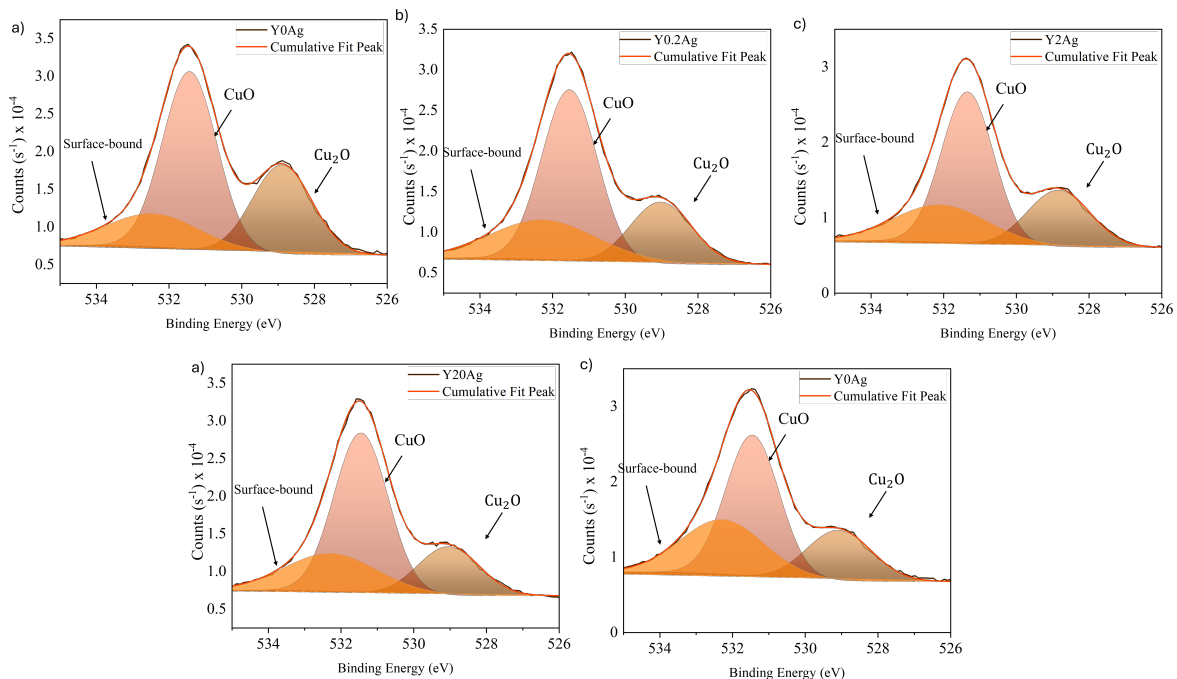 a)
3.5
3.0
2.5
2.0
1.5
1.0
0.5
Counts (s⁻¹) x 10⁻⁴
Y0Ag
Cumulative Fit Peak
Surface-bound
CuO
Cu₂O
534 532 530 528 526
Binding Energy (eV)
b)
3.5
3.0
2.5
2.0
1.5
1.0
0.5
Counts (s⁻¹) x 10⁻⁴
Y0.2Ag
Cumulative Fit Peak
Surface-bound
CuO
Cu₂O
534 532 530 528 526
Binding Energy (eV)
c)
3
2
1
0
Counts (s⁻¹) x 10⁻⁴
Y2Ag
Cumulative Fit Peak
Surface-bound
CuO
Cu₂O
534 532 530 528 526
Binding Energy (eV)
a)
3.5
3.0
2.5
2.0
1.5
1.0
0.5
Counts (s⁻¹) x 10⁻⁴
Y20Ag
Cumulative Fit Peak
Surface-bound
CuO
Cu₂O
534 532 530 528 526
Binding Energy (eV)
c)
3
2
1
0
Counts (s⁻¹) x 10⁻⁴
Y0Ag
Cumulative Fit Peak
Surface-bound
CuO
Cu₂O
534 532 530 528 526
Binding Energy (eV)